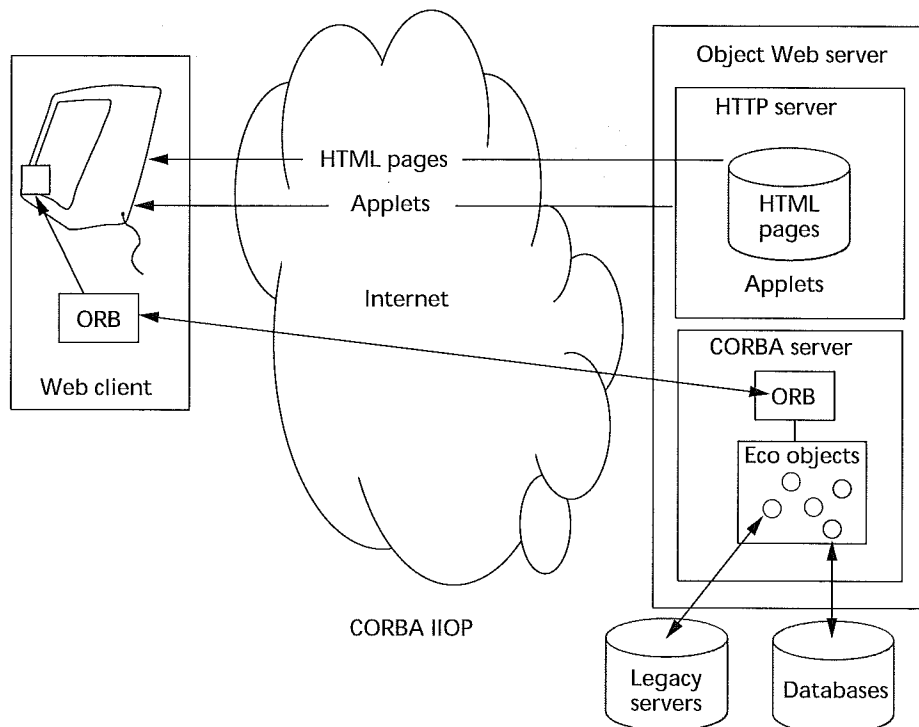 Object Web server
HTTP server
HTML pages
Applets
HTML
pages
Applets
Internet
ORB
Web client
CORBA server
ORB
Eco objects
CORBA IIOP
Legacy
servers
Databases